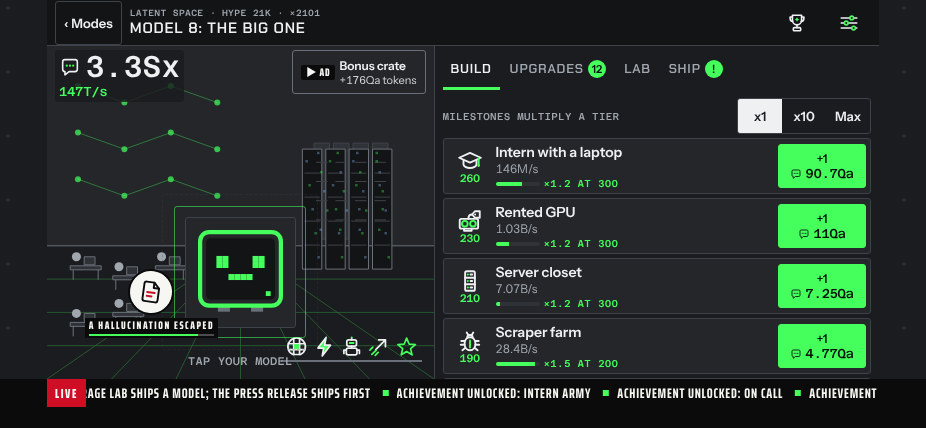 ‹ Modes
LATENT SPACE · HYPE 21K · ×2101
MODEL 8: THE BIG ONE
3.3Sx
147T/s
AD
Bonus crate
+176Qa tokens
A HALLUCINATION ESCAPED
TAP YOUR MODEL
BUILD
UPGRADES 12
LAB
SHIP !
MILESTONES MULTIPLY A TIER
x1
x10
Max
Intern with a laptop
146M/s
260
×1.2 AT 300
+1
90.7Qa
Rented GPU
1.03B/s
230
×1.2 AT 300
+1
11Qa
Server closet
7.07B/s
210
×1.2 AT 300
+1
7.25Qa
Scraper farm
28.4B/s
190
×1.5 AT 200
+1
4.77Qa
LIVE
RAGE LAB SHIPS A MODEL; THE PRESS RELEASE SHIPS FIRST ■ ACHIEVEMENT UNLOCKED: INTERN ARMY ■ ACHIEVEMENT UNLOCKED: ON CALL ■ ACHIEVEMENT